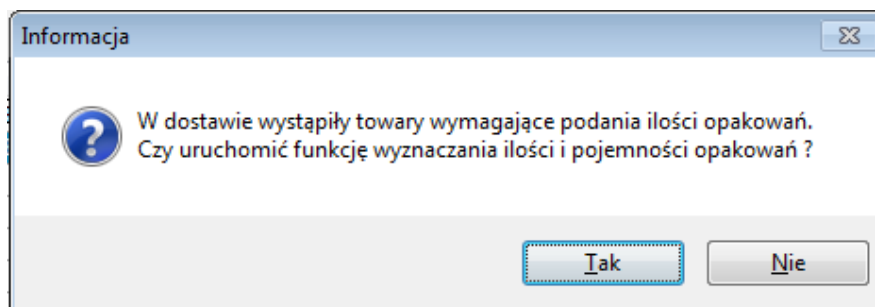 Informacja
W dostawie wystąpiły towary wymagające podania ilości opakowań.
Czy uruchomić funkcję wyznaczania ilości i pojemności opakowań ?
Tak
Nie